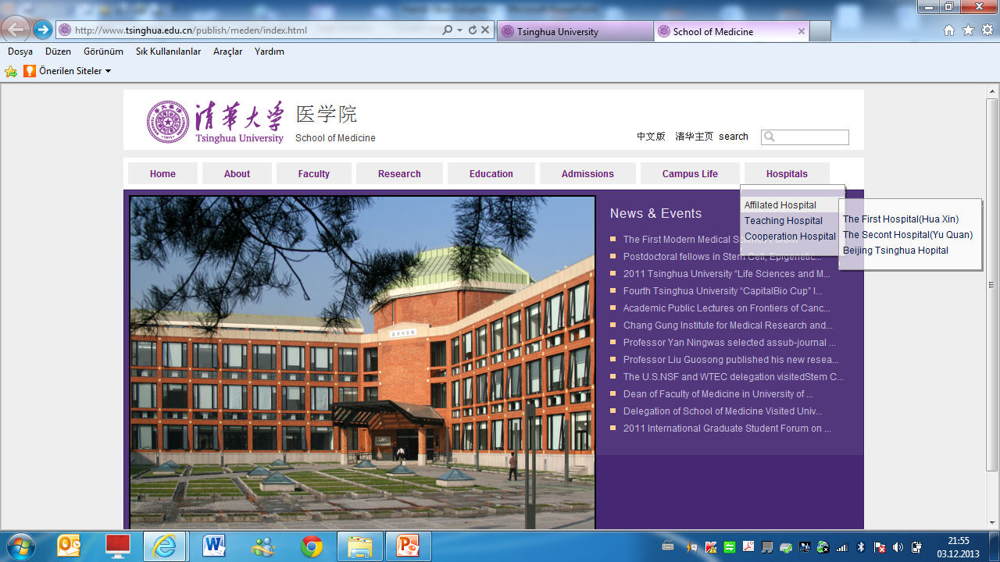 http://www.tsinghua.edu.cn/publish/meden/index.html
Tsinghua University
School of Medicine
Dosya Düzen Görünüm Sık Kullanılanlar Araçlar Yardım
Önerilen Siteler
清華大学 医学院
Tsinghua University School of Medicine
中文版 清华主页 search
Home About Faculty Research Education Admissions Campus Life Hospitals
Affilated Hospital
Teaching Hospital
Cooperation Hospital
The First Hospital(Hua Xin)
The Secont Hospital(Yu Quan)
Beijing Tsinghua Hopital
News & Events
The First Modern Medical Science Forum
Postdoctoral fellows in Stem Cell, Epigenetic...
2011 Tsinghua University “Life Sciences and M...
Fourth Tsinghua University “CapitalBio Cup” I...
Academic Public Lectures on Frontiers of Canc...
Chang Gung Institute for Medical Research and...
Professor Yan Ningwas selected assub-journal ...
Professor Liu Guosong published his new resea...
The U.S.NSF and WTEC delegation visitedStem C...
Dean of Faculty of Medicine in University of ...
Delegation of School of Medicine Visited Univ...
2011 International Graduate Student Forum on ...
21:55
03.12.2013